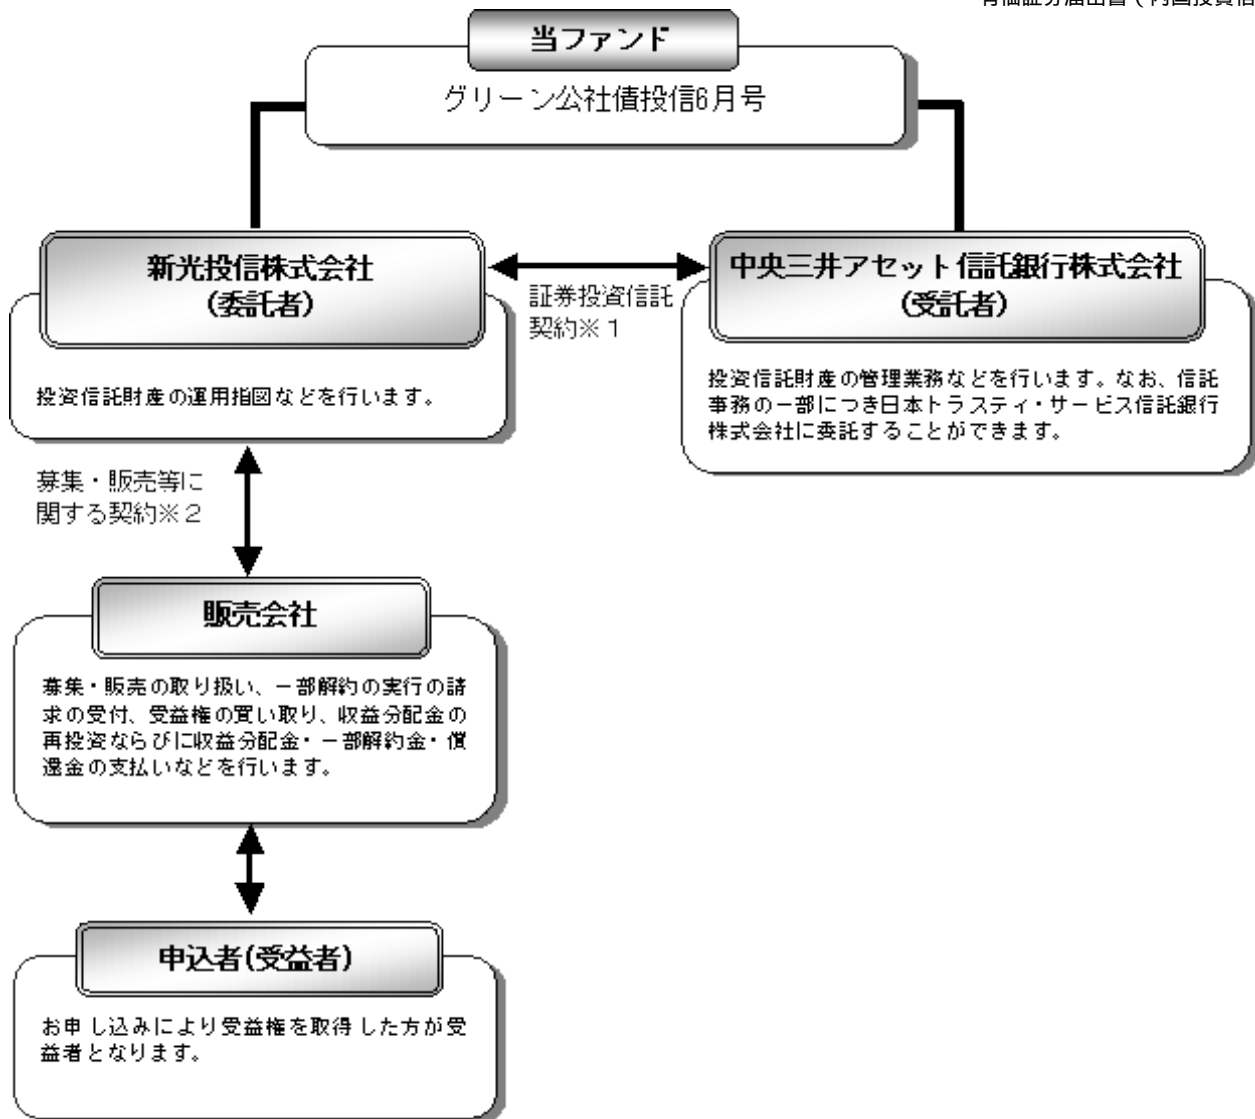 当ファンド
グリーン公社債投信6月号
新光投信株式会社
(委託者)
投資信託財産の運用指図などを行います。
証券投資信託
契約※１
中央三井アセット信託銀行株式会社
(受託者)
投資信託財産の管理業務などを行います。なお、信託
事務の一部につき日本トラスティ・サービス信託銀行
株式会社に委託することができます。
募集・販売等に
関する契約※２
販売会社
募集・販売の取り扱い、一部解約の実行の請
求の受付、受益権の買い取り、収益分配金の
再投資ならびに収益分配金・一部解約金・償
還金の支払いなどを行います。
申込者(受益者)
お申し込みにより受益権を取得した方が受
益者となります。